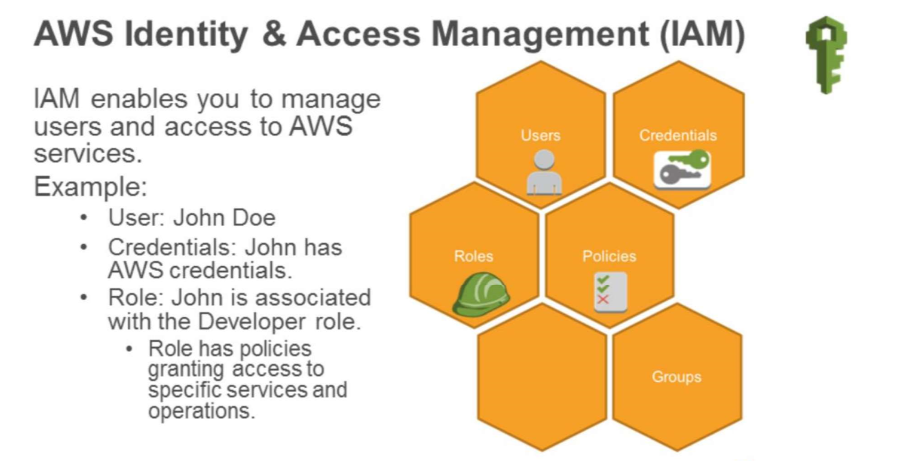 AWS Identity & Access Management (IAM)
IAM enables you to manage
users and access to AWS
services.
Example:
• User: John Doe
• Credentials: John has
AWS credentials.
• Role: John is associated
with the Developer role.
• Role has policies
granting access to
specific services and
operations.
Users
Credentials
Roles
Policies
Groups